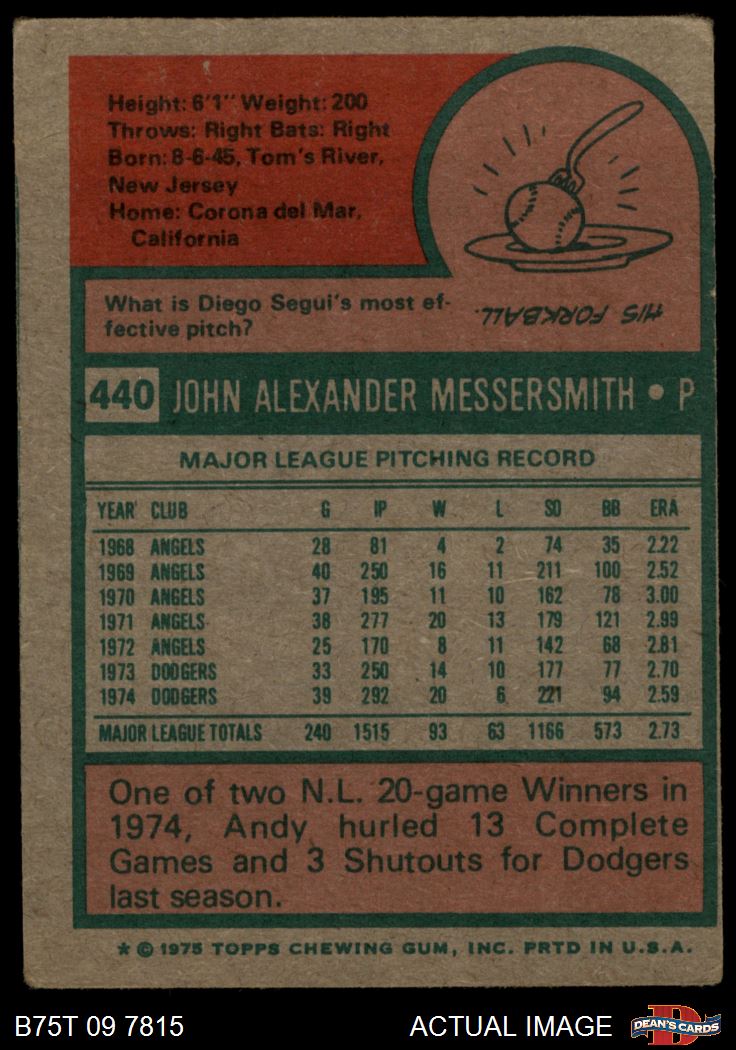 Height: 6'1" Weight: 200
Throws: Right Bats: Right
Born: 8-6-45, Tom's River,
New Jersey
Home: Corona del Mar,
California
What is Diego Segui's most ef-
fective pitch?
HIS FORKBALL.
440 JOHN ALEXANDER MESSERSMITH • P
MAJOR LEAGUE PITCHING RECORD
YEAR CLUB G IP W L SO BB ERA
1968 ANGELS 28 81 4 2 74 35 2.22
1969 ANGELS 40 250 16 11 211 100 2.52
1970 ANGELS 37 195 11 10 162 78 3.00
1971 ANGELS 38 277 20 13 179 121 2.99
1972 ANGELS 25 170 8 11 142 68 2.81
1973 DODGERS 33 250 14 10 177 77 2.70
1974 DODGERS 39 292 20 6 221 94 2.59
MAJOR LEAGUE TOTALS 240 1515 93 63 1166 573 2.73
One of two N.L. 20-game Winners in
1974, Andy hurled 13 Complete
Games and 3 Shutouts for Dodgers
last season.
* © 1975 TOPPS CHEWING GUM, INC. PRTD IN U.S.A.
B75T 09 7815 ACTUAL IMAGE DEAN'S CARDS